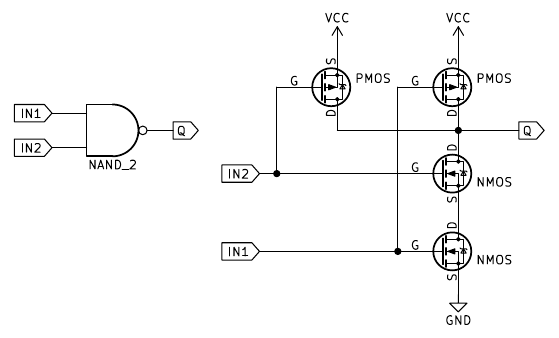 VCC
VCC
S
S
G
PMOS
G
PMOS
IN1
D
D
Q
Q
IN2
D
NAND_2
G
IN2
NMOS
S
D
G
IN1
NMOS
S
GND